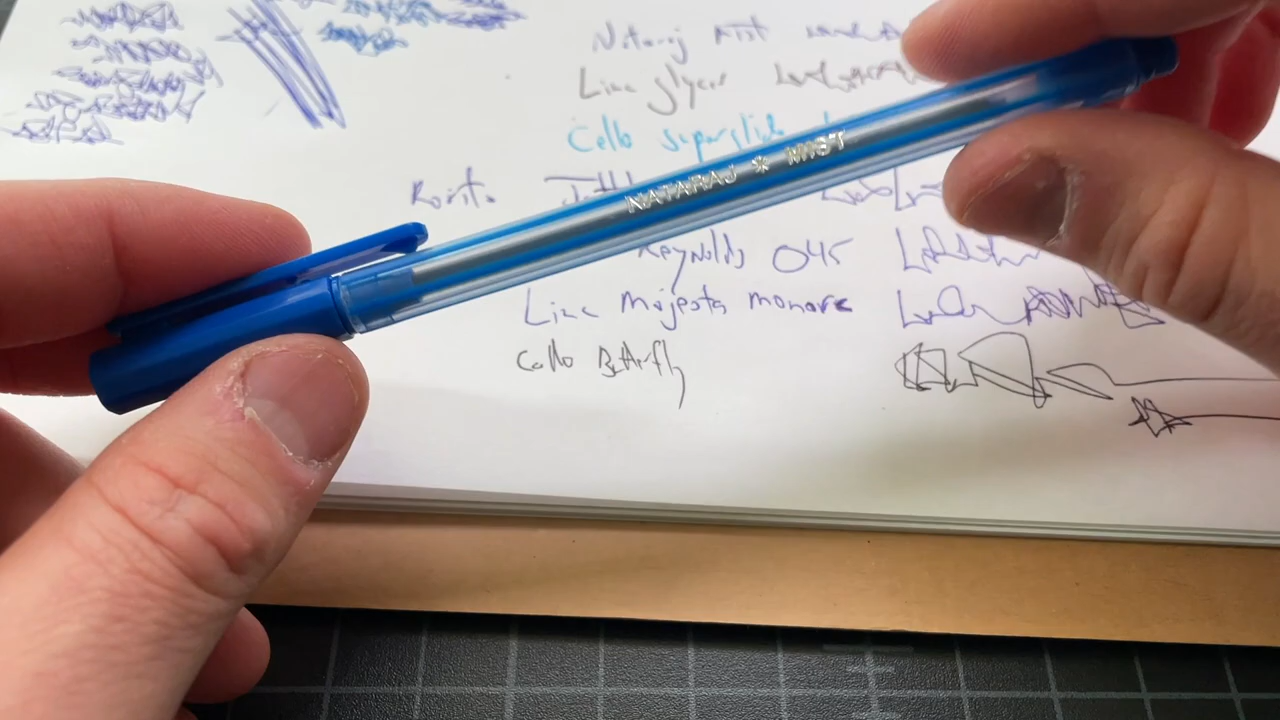 Nataraj MIST
Linc glycer
Cello superglide
NATARAJ * MIST
Rorito
Reynolds 045
Linc Majesta monarc
Cello Butterfly